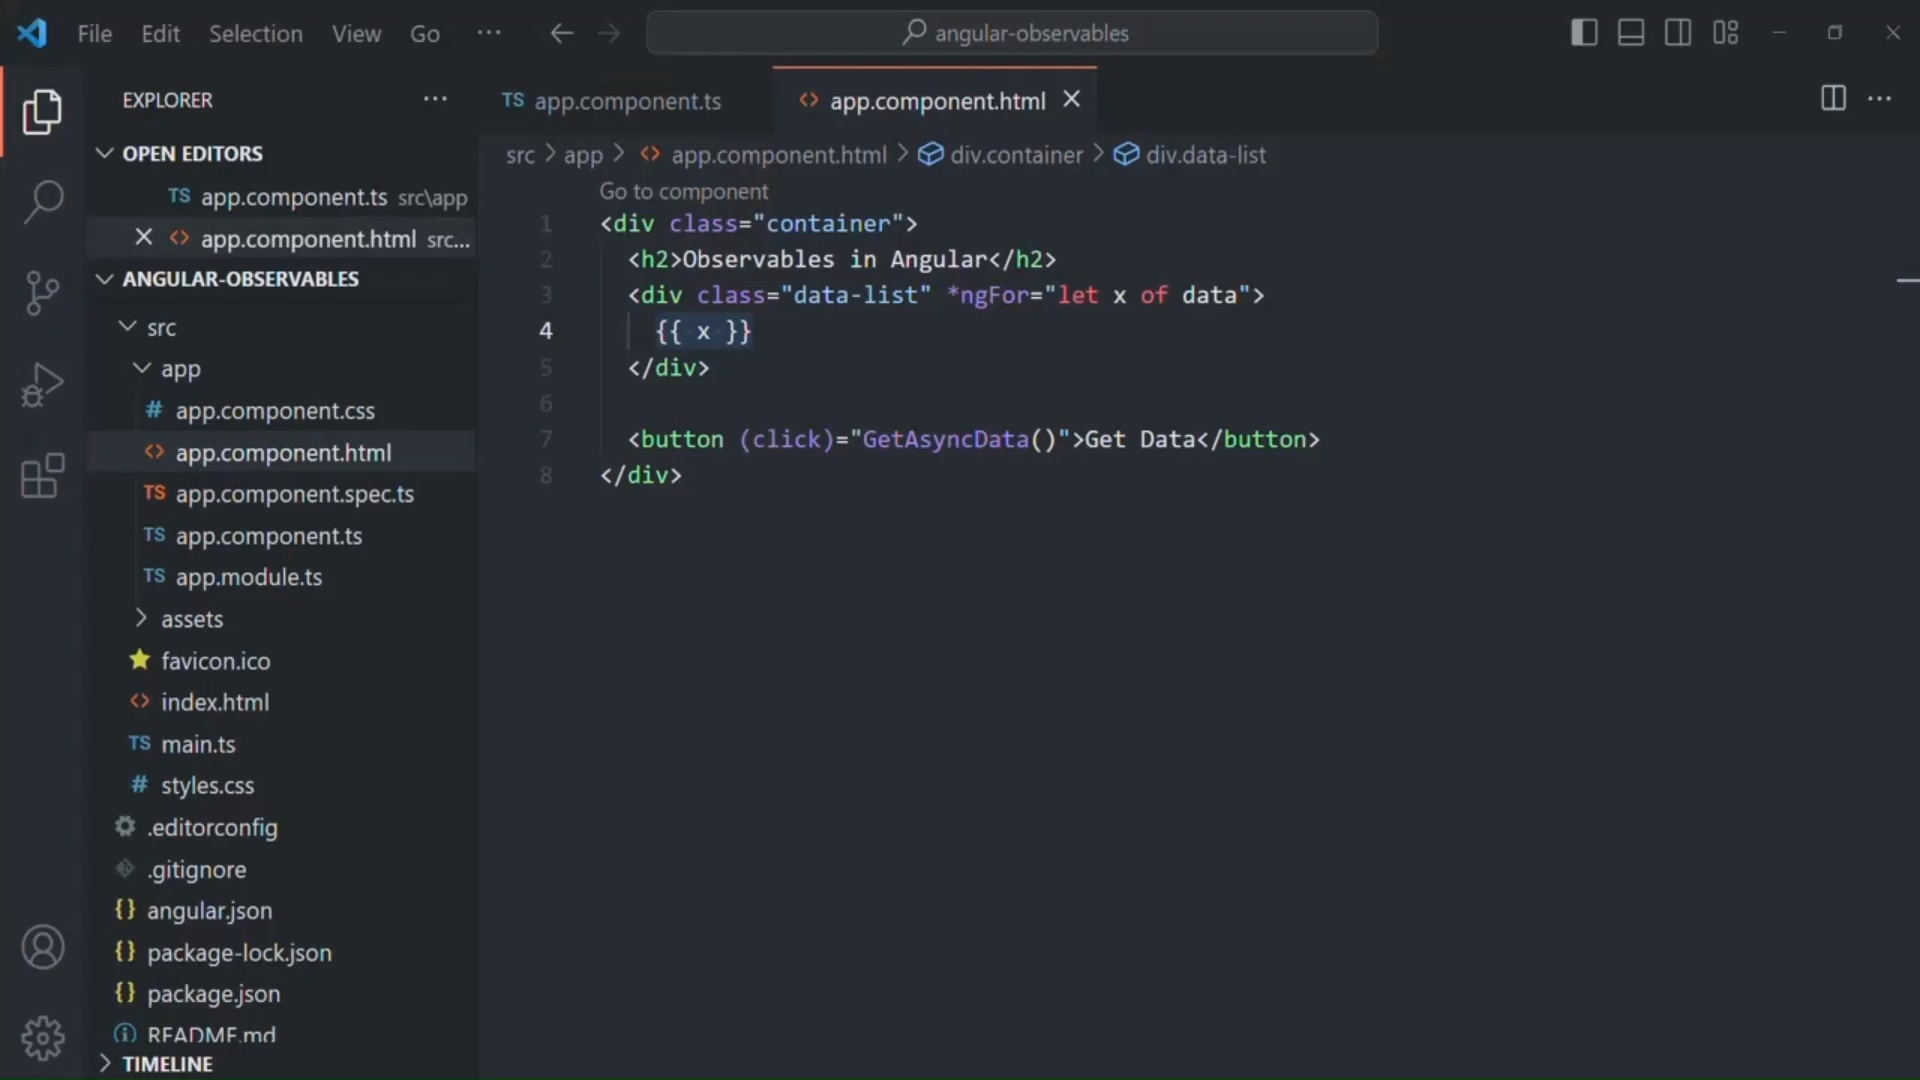 File Edit Selection View Go ··· angular-observables
EXPLORER ···
OPEN EDITORS
TS app.component.ts src\app
<> app.component.html src...
ANGULAR-OBSERVABLES
src
app
# app.component.css
<> app.component.html
TS app.component.spec.ts
TS app.component.ts
TS app.module.ts
assets
favicon.ico
<> index.html
TS main.ts
# styles.css
.editorconfig
.gitignore
{} angular.json
{} package-lock.json
{} package.json
README.md
TIMELINE
TS app.component.ts <> app.component.html
src > app > <> app.component.html > div.container > div.data-list
Go to component
1 <div class="container">
2 <h2>Observables in Angular</h2>
3 <div class="data-list" *ngFor="let x of data">
4 {{ x }}
5 </div>
6
7 <button (click)="GetAsyncData()">Get Data</button>
8 </div>